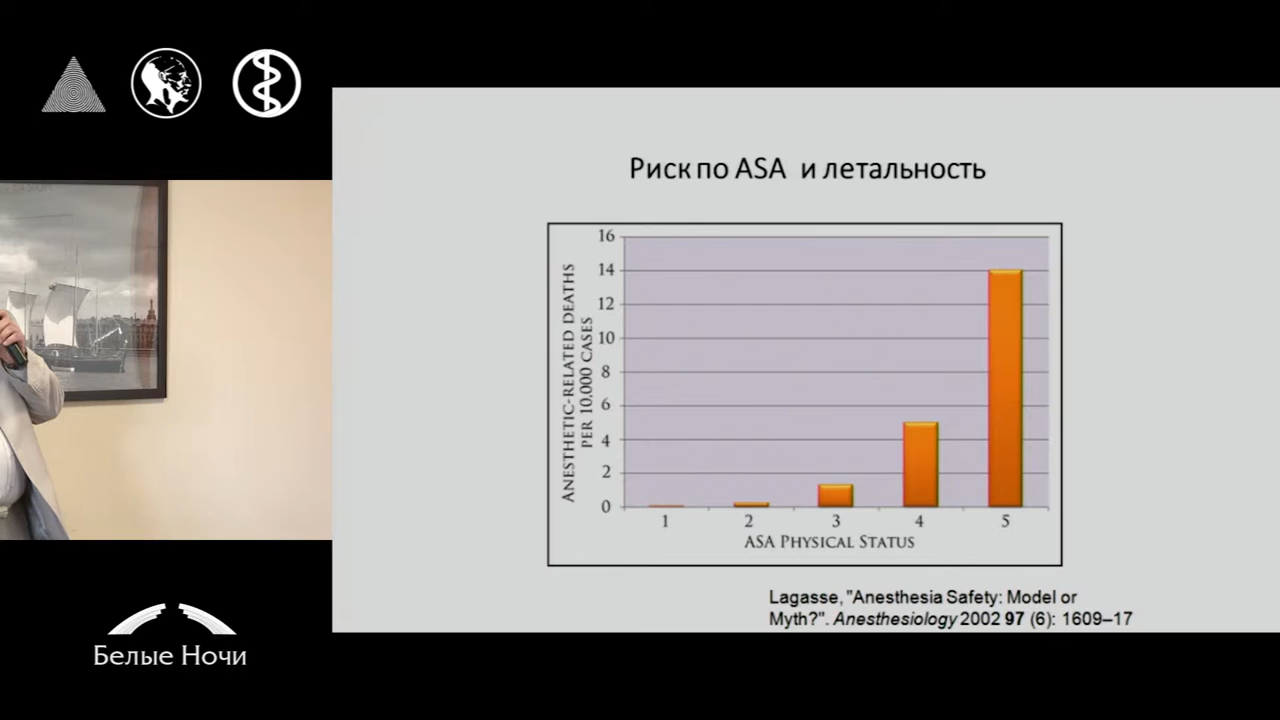 Риск по ASA и летальность
ANESTHETIC-RELATED DEATHS
PER 10,000 CASES
16
14
12
10
8
6
4
2
0
1 2 3 4 5
ASA PHYSICAL STATUS
Lagasse, "Anesthesia Safety: Model or
Myth?". Anesthesiology 2002 97 (6): 1609–17
Белые Ночи